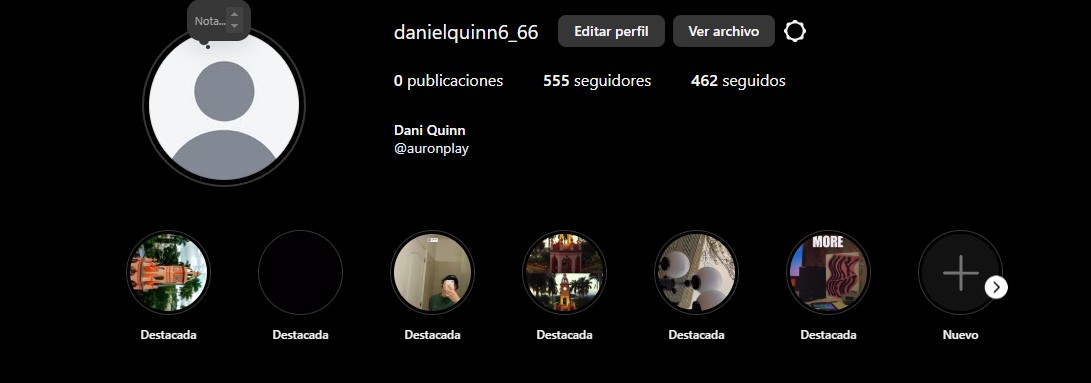 Nota...
danielquinn6_66 Editar perfil Ver archivo
0 publicaciones 555 seguidores 462 seguidos
Dani Quinn
@auronplay
MORE
Destacada Destacada Destacada Destacada Destacada Destacada Nuevo